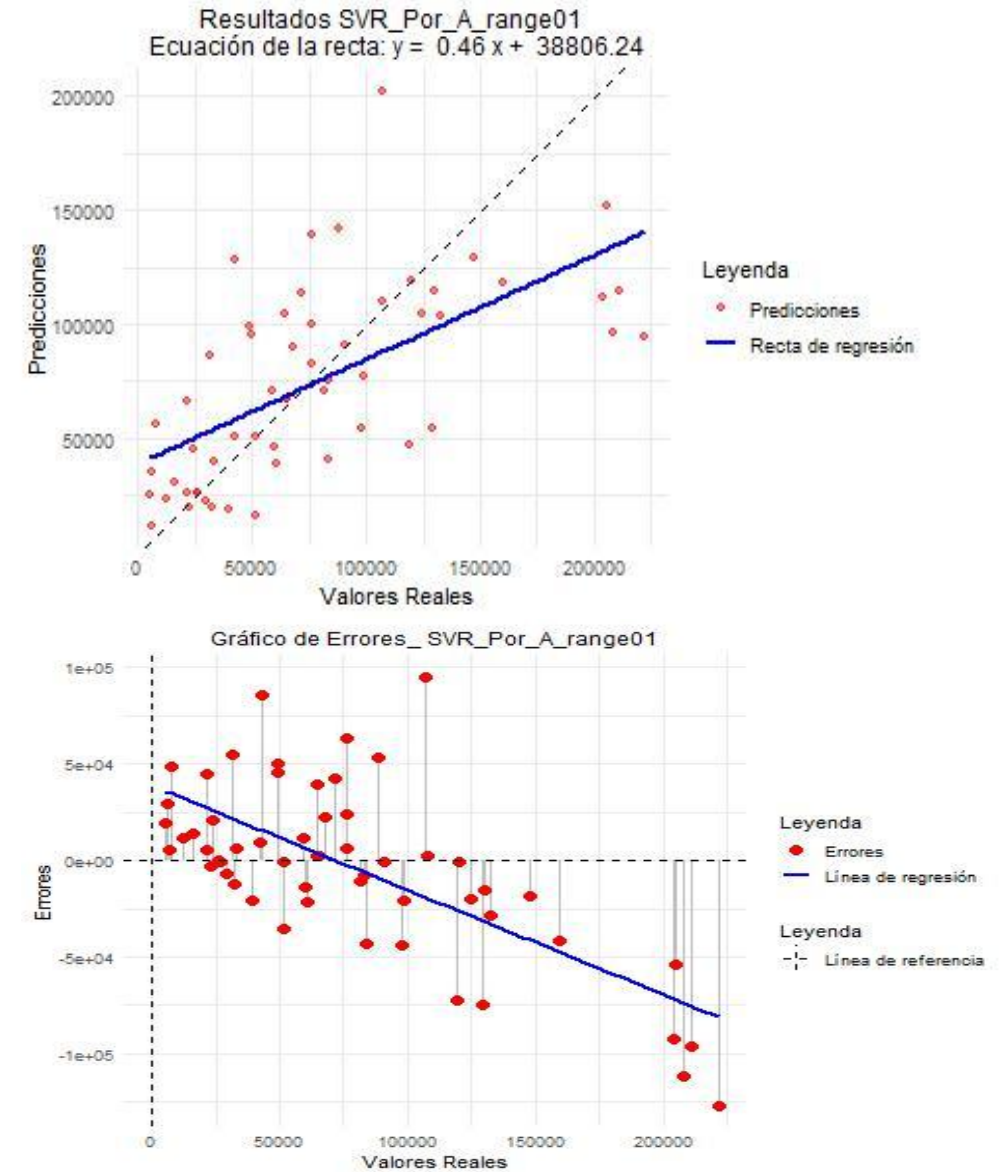 Resultados SVR_Por_A_range01
Ecuación de la recta: y = 0.46 x + 38806.24
200000
150000
100000
50000
Predicciones
0 50000 100000 150000 200000
Valores Reales
Leyenda
Predicciones
Recta de regresión
Gráfico de Errores_ SVR_Por_A_range01
1e+05
5e+04
0e+00
-5e+04
-1e+05
Errores
0 50000 100000 150000 200000
Valores Reales
Leyenda
Errores
Línea de regresión
Leyenda
Línea de referencia